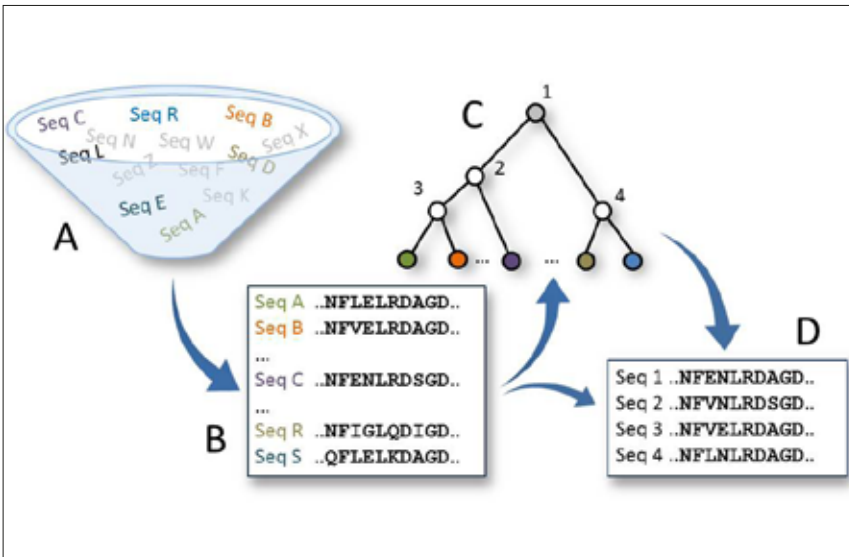 Seq C Seq R Seq B
Seq N Seq W Seq X
Seq L Seq Z Seq F Seq D
Seq E Seq K
Seq A
A
C
1
2
3
4
... ...
B
Seq A ..NFLELRDAGD..
Seq B ..NFVELRDAGD..
...
Seq C ..NFENLRDSGD..
...
Seq R ..NFIGLQDIGD..
Seq S ..QFLELKDAGD..
D
Seq 1 ..NFENLRDAGD..
Seq 2 ..NFVNLRDSGD..
Seq 3 ..NFVELRDAGD..
Seq 4 ..NFLNLRDAGD..